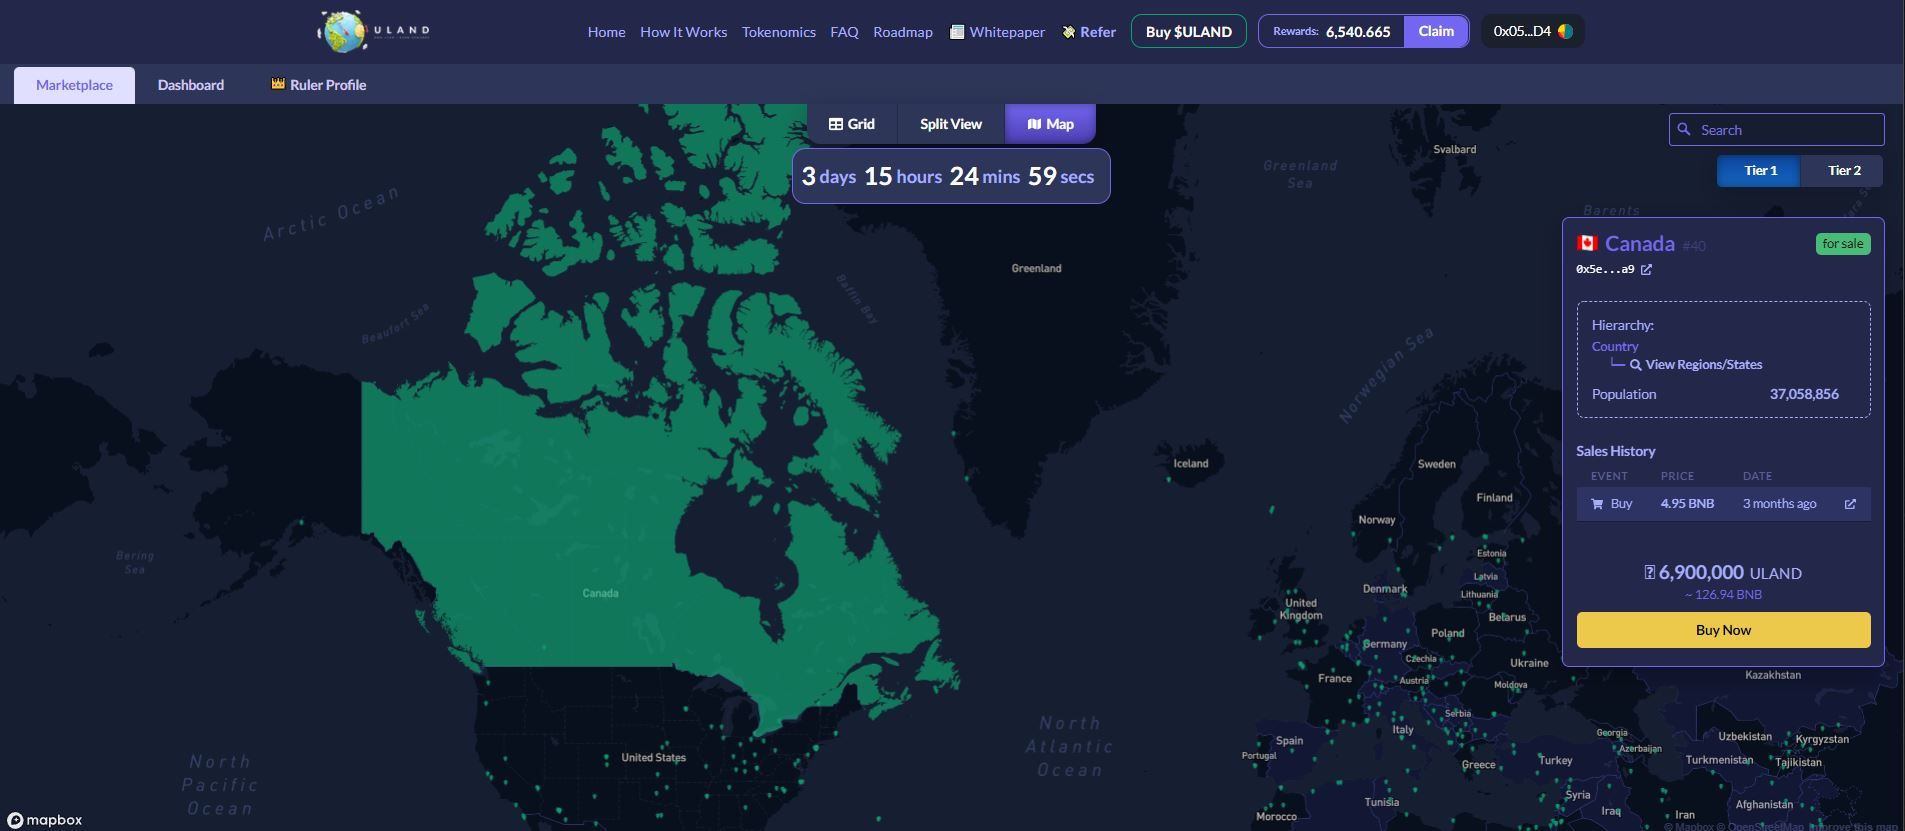 ULAND
Home How It Works Tokenomics FAQ Roadmap Whitepaper Refer
Buy $ULAND
Rewards: 6,540.665 Claim
0x05...D4
Marketplace Dashboard Ruler Profile
Grid Split View Map
3 days 15 hours 24 mins 59 secs
Search
Tier 1 Tier 2
Canada #40
for sale
0x5e...a9
Hierarchy:
Country
View Regions/States
Population 37,058,856
Sales History
EVENT PRICE DATE
Buy 4.95 BNB 3 months ago
6,900,000 ULAND
~ 126.94 BNB
Buy Now
Svalbard
Greenland
Sea
Barents
Arctic Ocean
Greenland
Baffin Bay
Beaufort Sea
Norwegian Sea
Iceland
Sweden
Finland
Norway
Bering
Sea
Estonia
Latvia
Denmark
Lithuania
Canada
United
Kingdom
Belarus
Poland
Germany
Czechia
Ukraine
France
Austria
Moldova
Kazakhstan
Serbia
North
Atlantic
Ocean
Italy
Georgia
Uzbekistan
Kyrgyzstan
Spain
Azerbaijan
Portugal
United States
Turkey
Turkmenistan
Tajikistan
Greece
North
Pacific
Ocean
Syria
Tunisia
Afghanistan
Iraq
Iran
Morocco
mapbox
© Mapbox © OpenStreetMap Improve this map